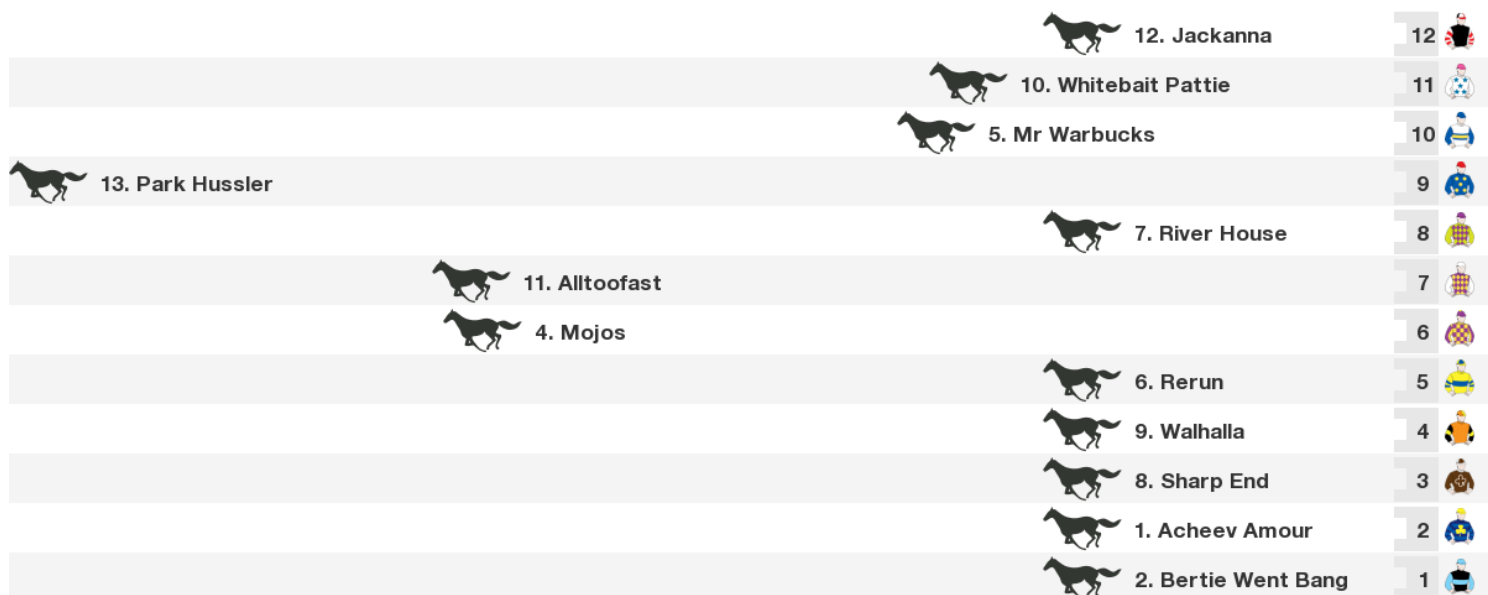 12. Jackanna 12
10. Whitebait Pattie 11
5. Mr Warbucks 10
13. Park Hussler 9
7. River House 8
11. Alltoofast 7
4. Mojos 6
6. Rerun 5
9. Walhalla 4
8. Sharp End 3
1. Acheev Amour 2
2. Bertie Went Bang 1